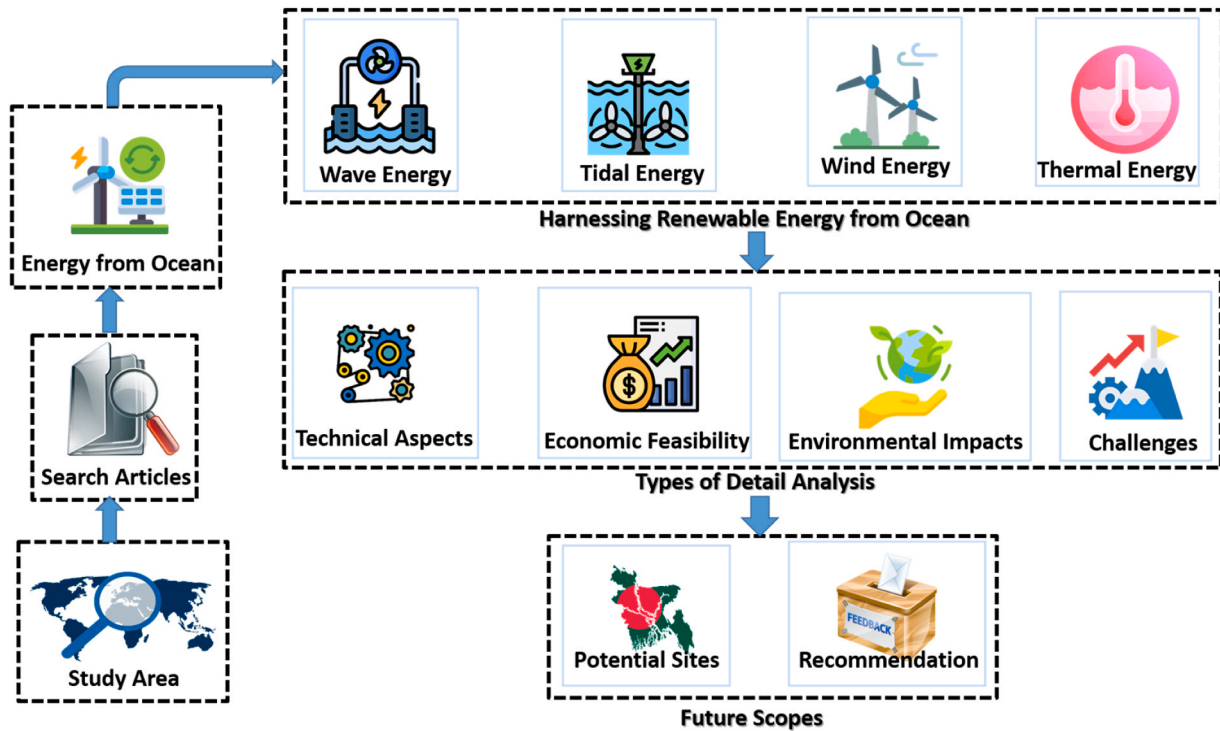 Wave Energy
Tidal Energy
Wind Energy
Thermal Energy
Harnessing Renewable Energy from Ocean
Energy from Ocean
Search Articles
Study Area
Technical Aspects
$
Economic Feasibility
Environmental Impacts
Challenges
Types of Detail Analysis
Potential Sites
FEEDBACK
Recommendation
Future Scopes